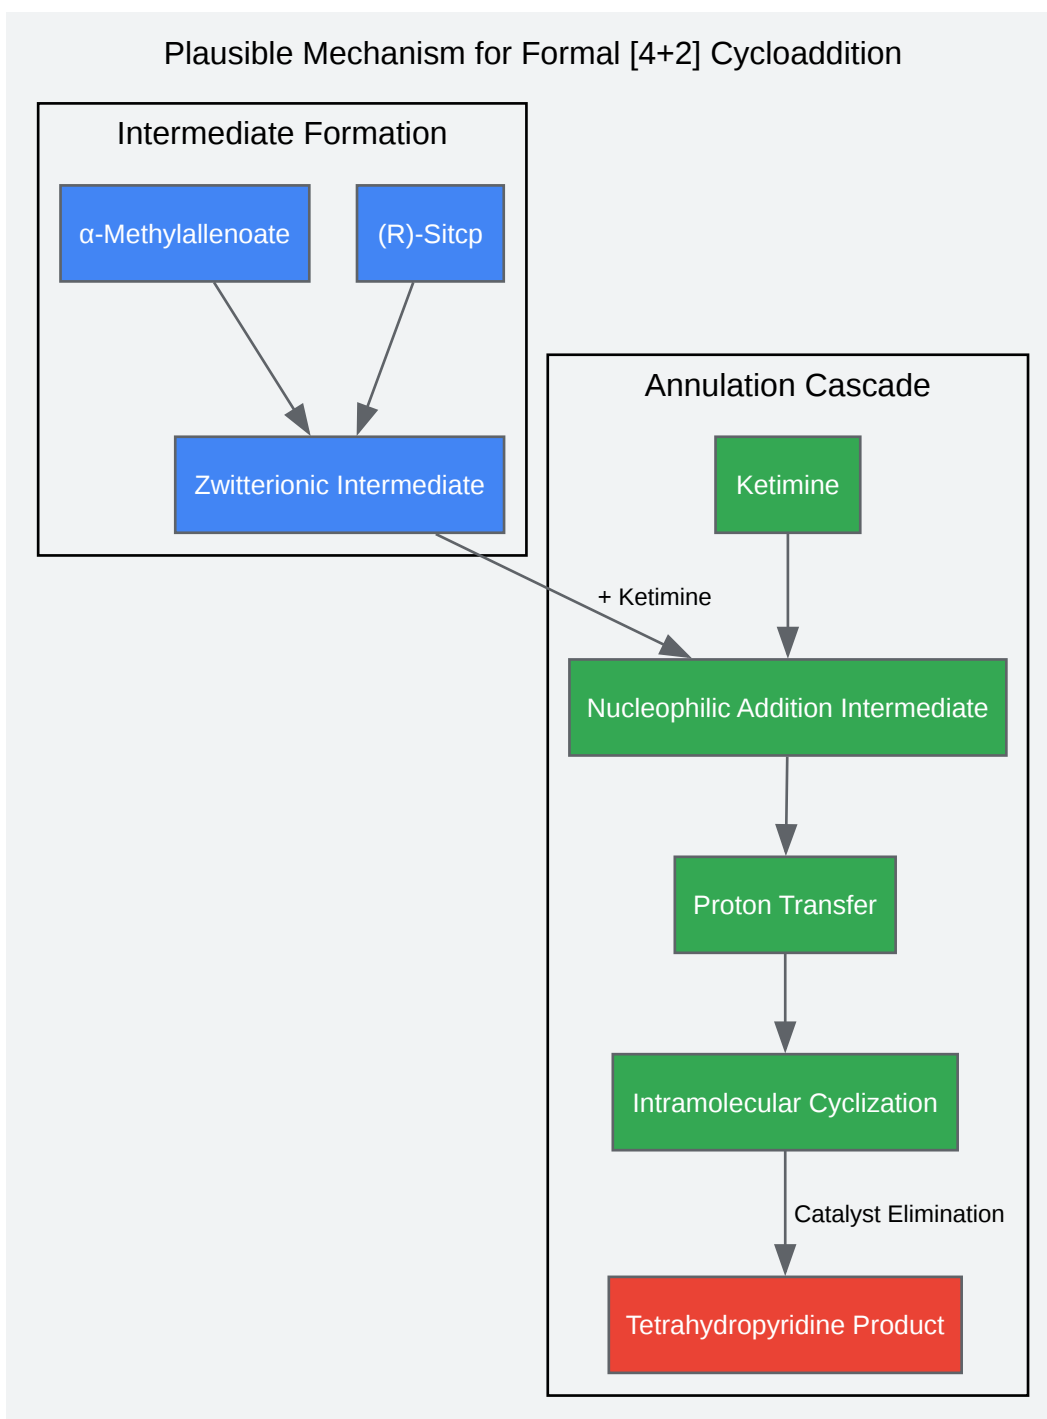 Plausible Mechanism for Formal [4+2] Cycloaddition
Intermediate Formation
α-Methylallenoate
(R)-Sitcp
Zwitterionic Intermediate
Annulation Cascade
Ketimine
+ Ketimine
Nucleophilic Addition Intermediate
Proton Transfer
Intramolecular Cyclization
Catalyst Elimination
Tetrahydropyridine Product